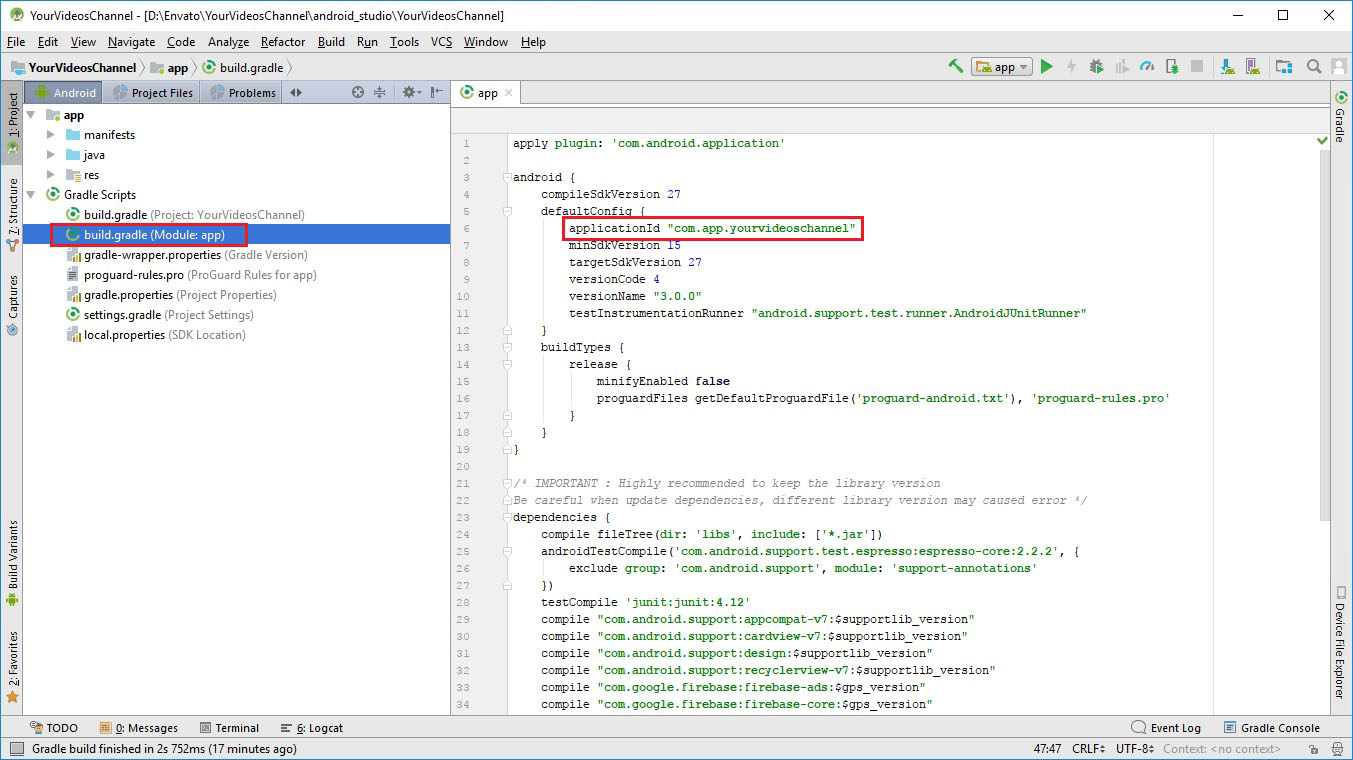 YourVideosChannel - [D:\Envato\YourVideosChannel\android_studio\YourVideosChannel]
File Edit View Navigate Code Analyze Refactor Build Run Tools VCS Window Help
YourVideosChannel app build.gradle app
Android Project Files Problems
app
1: Project
7: Structure
Captures
Build Variants
2: Favorites
app
manifests
java
res
Gradle Scripts
build.gradle (Project: YourVideosChannel)
build.gradle (Module: app)
gradle-wrapper.properties (Gradle Version)
proguard-rules.pro (ProGuard Rules for app)
gradle.properties (Project Properties)
settings.gradle (Project Settings)
local.properties (SDK Location)
1 apply plugin: 'com.android.application'
2
3 android {
4 compileSdkVersion 27
5 defaultConfig {
6 applicationId "com.app.yourvideoschannel"
7 minSdkVersion 15
8 targetSdkVersion 27
9 versionCode 4
10 versionName "3.0.0"
11 testInstrumentationRunner "android.support.test.runner.AndroidJUnitRunner"
12 }
13 buildTypes {
14 release {
15 minifyEnabled false
16 proguardFiles getDefaultProguardFile('proguard-android.txt'), 'proguard-rules.pro'
17 }
18 }
19 }
20
21 /* IMPORTANT : Highly recommended to keep the library version
22 Be careful when update dependencies, different library version may caused error */
23 dependencies {
24 compile fileTree(dir: 'libs', include: ['*.jar'])
25 androidTestCompile('com.android.support.test.espresso:espresso-core:2.2.2', {
26 exclude group: 'com.android.support', module: 'support-annotations'
27 })
28 testCompile 'junit:junit:4.12'
29 compile "com.android.support:appcompat-v7:$supportlib_version"
30 compile "com.android.support:cardview-v7:$supportlib_version"
31 compile "com.android.support:design:$supportlib_version"
32 compile "com.android.support:recyclerview-v7:$supportlib_version"
33 compile "com.google.firebase:firebase-ads:$gps_version"
34 compile "com.google.firebase:firebase-core:$gps_version"
Gradle
Device File Explorer
TODO 0: Messages Terminal 6: Logcat Event Log Gradle Console
Gradle build finished in 2s 752ms (17 minutes ago) 47:47 CRLF UTF-8 Context: <no context>